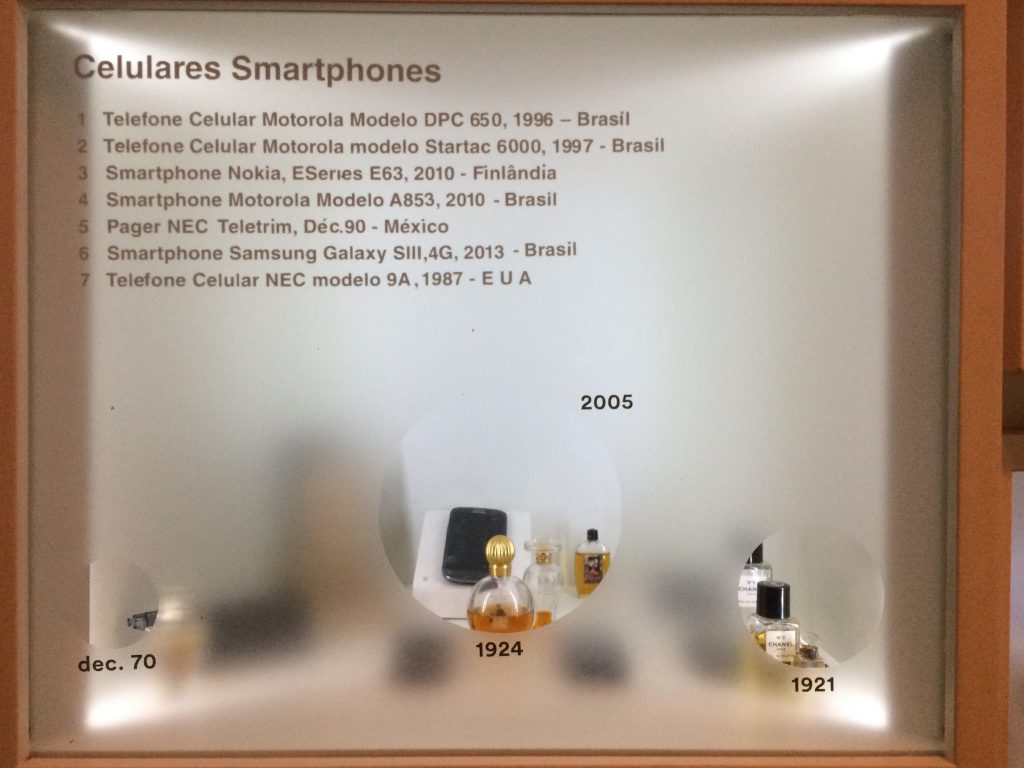 Celulares Smartphones
1 Telefone Celular Motorola Modelo DPC 650, 1996 – Brasil
2 Telefone Celular Motorola modelo Startac 6000, 1997 - Brasil
3 Smartphone Nokia, ESeries E63, 2010 - Finlândia
4 Smartphone Motorola Modelo A853, 2010 - Brasil
5 Pager NEC Teletrim, Déc.90 - México
6 Smartphone Samsung Galaxy SIII,4G, 2013 - Brasil
7 Telefone Celular NEC modelo 9A, 1987 - E U A
2005
N°5
CHANEL
1924
dec. 70
1921